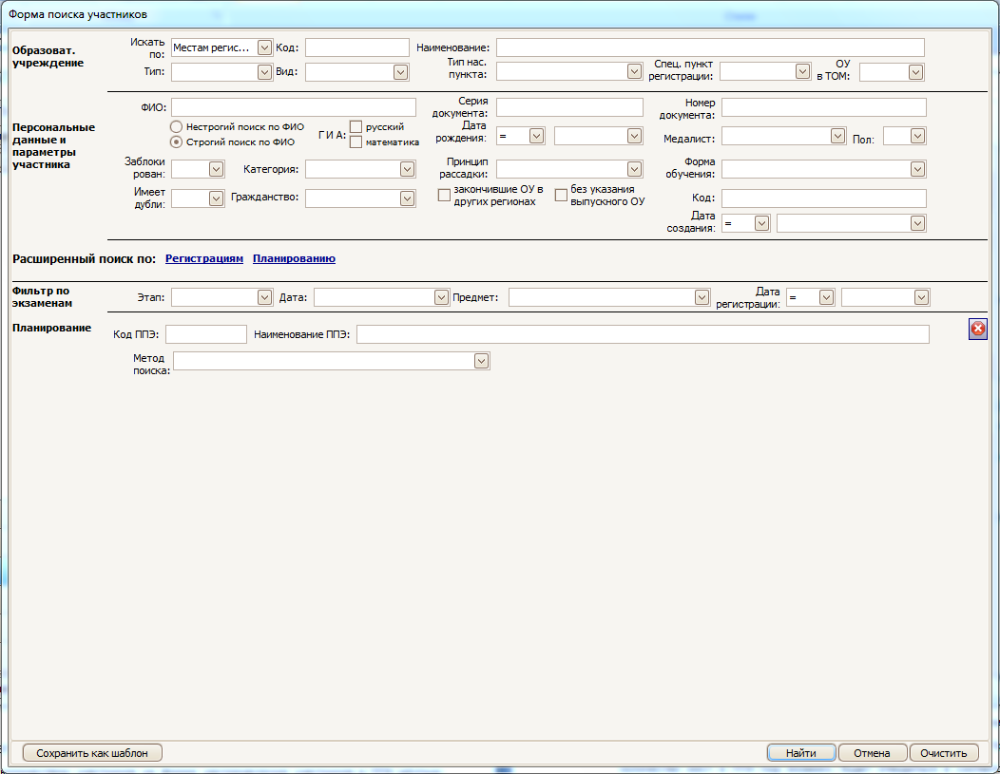 Форма поиска участников
Образоват.
учреждение
Искать
по:
Местам регис...
Код:
Наименование:
Тип:
Вид:
Тип нас.
пункта:
Спец. пункт
регистрации:
ОУ
в ТОМ:
Персональные
данные и
параметры
участника
ФИО:
Серия
документа:
Номер
документа:
Нестрогий поиск по ФИО
Строгий поиск по ФИО
Г И А:
русский
математика
Дата
рождения:
=
Медалист:
Пол:
Заблоки
рован:
Категория:
Принцип
рассадки:
Форма
обучения:
Имеет
дубли:
Гражданство:
закончившие ОУ в
других регионах
без указания
выпускного ОУ
Код:
Дата
создания:
=
Расширенный поиск по: Регистрациям Планированию
Фильтр по
экзаменам
Этап:
Дата:
Предмет:
Дата
регистрации:
=
Планирование
Код ППЭ:
Наименование ППЭ:
Метод
поиска:
Сохранить как шаблон
Найти
Отмена
Очистить